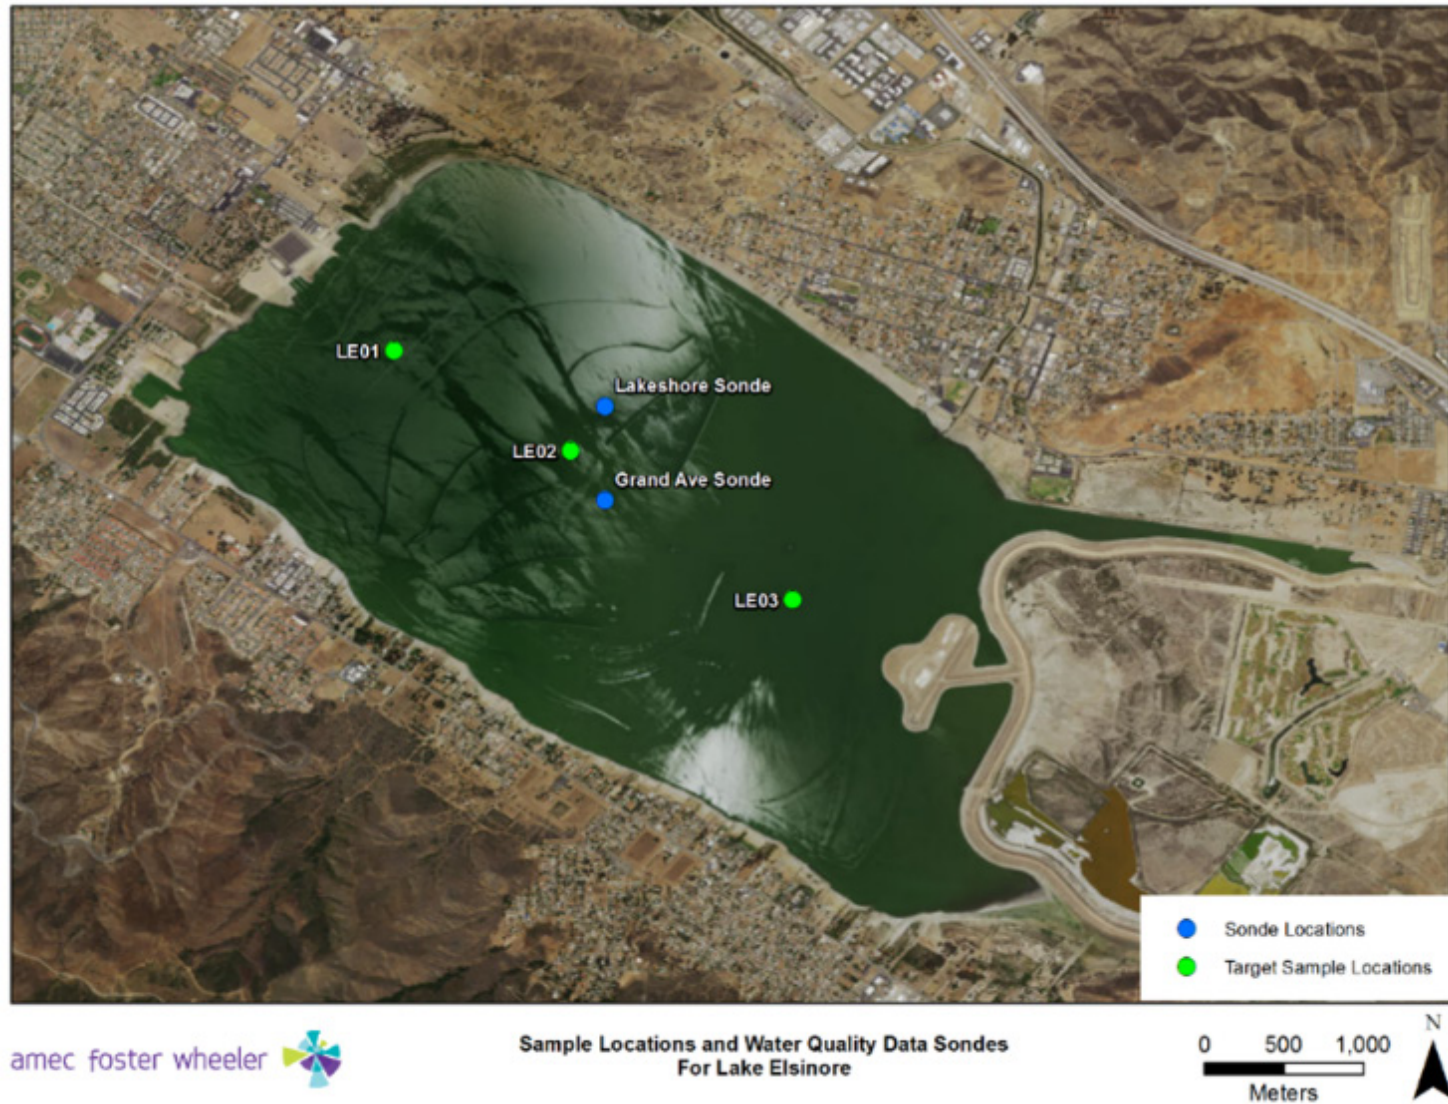 LE01
Lakeshore Sonde
LE02
Grand Ave Sonde
LE03
Sonde Locations
Target Sample Locations
amec foster wheeler
Sample Locations and Water Quality Data Sondes
For Lake Elsinore
0 500 1,000
Meters
N